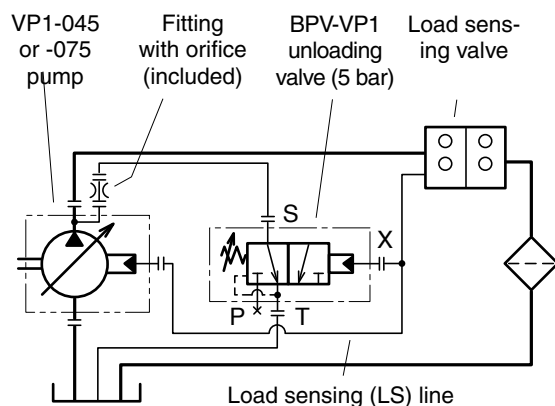 VP1-045
or -075
pump
Fitting
with orifice
(included)
BPV-VP1
unloading
valve (5 bar)
Load sens-
ing valve
S
X
P
T
Load sensing (LS) line